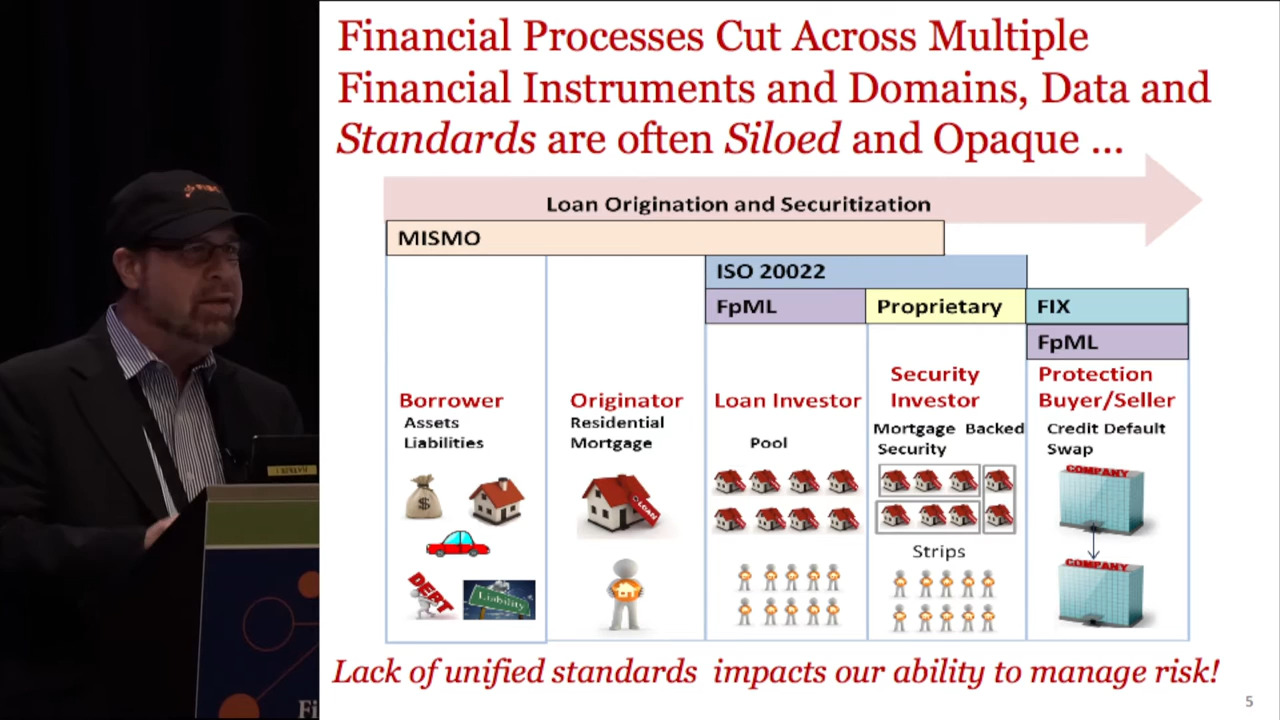 Financial Processes Cut Across Multiple
Financial Instruments and Domains, Data and
Standards are often Siloed and Opaque ...
Loan Origination and Securitization
MISMO
ISO 20022
FpML
Proprietary
FIX
FpML
Borrower
Assets
Liabilities
Originator
Residential
Mortgage
Loan Investor
Pool
Security
Investor
Mortgage Backed
Security
Protection
Buyer/Seller
Credit Default
Swap
$
LOAN
DEBT
Liability
Strips
COMPANY
COMPANY
Lack of unified standards impacts our ability to manage risk!
5
Fi